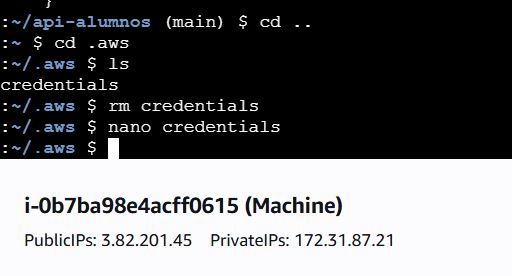 }
:~/api-alumnos (main) $ cd ..
:~ $ cd .aws
:~/.aws $ ls
credentials
:~/.aws $ rm credentials
:~/.aws $ nano credentials
:~/.aws $
i-0b7ba98e4acff0615 (Machine)
PublicIPs: 3.82.201.45 PrivateIPs: 172.31.87.21